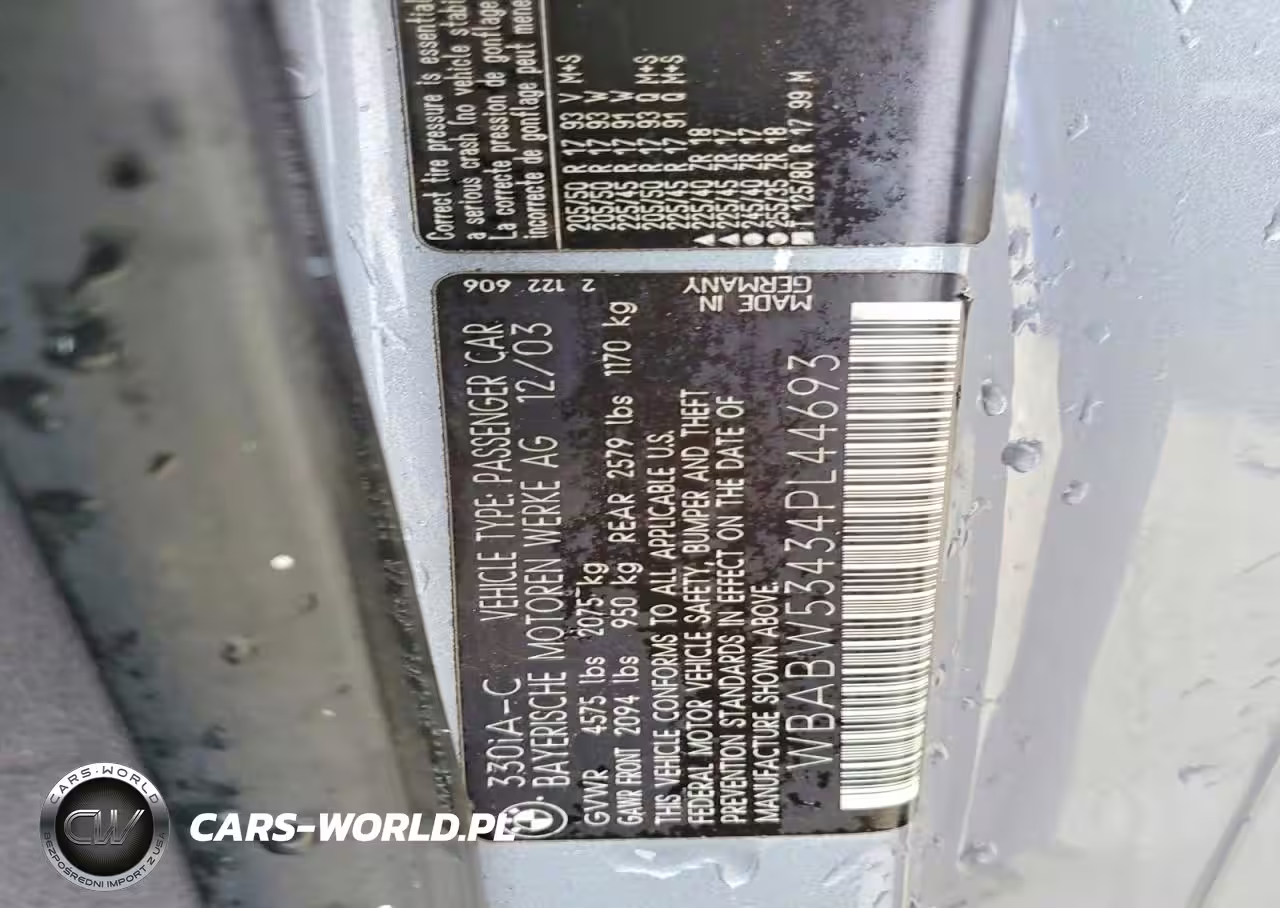 Correct tire pressure is essential
a serious crash (no vehicle stabi
La correcte pression de gonflage
incorrecte de gonflage peut mene
205/50 R 17 93 V M+S
205/50 R 17 93 W
225/45 R 17 91 W
205/50 R 17 93 Q M+S
225/45 R 17 91 Q M+S
225/40 ZR 18
225/45 ZR 17
245/40 ZR 17
255/35 ZR 18
T 125/80 R 17 99 M
330iA-C VEHICLE TYPE: PASSENGER CAR
BAYERISCHE MOTOREN WERKE AG 12/03
GVWR 4575 lbs 2075 kg
GAWR FRONT 2094 lbs 950 kg REAR 2579 lbs 1170 kg
THIS VEHICLE CONFORMS TO ALL APPLICABLE U.S.
FEDERAL MOTOR VEHICLE SAFETY, BUMPER AND THEFT
PREVENTION STANDARDS IN EFFECT ON THE DATE OF
MANUFACTURE SHOWN ABOVE.
WBABW53434PL44693
2 122 606
MADE IN
GERMANY
CARS-WORLD
CW
BEZPOŚREDNI IMPORT Z USA
CARS-WORLD.PL